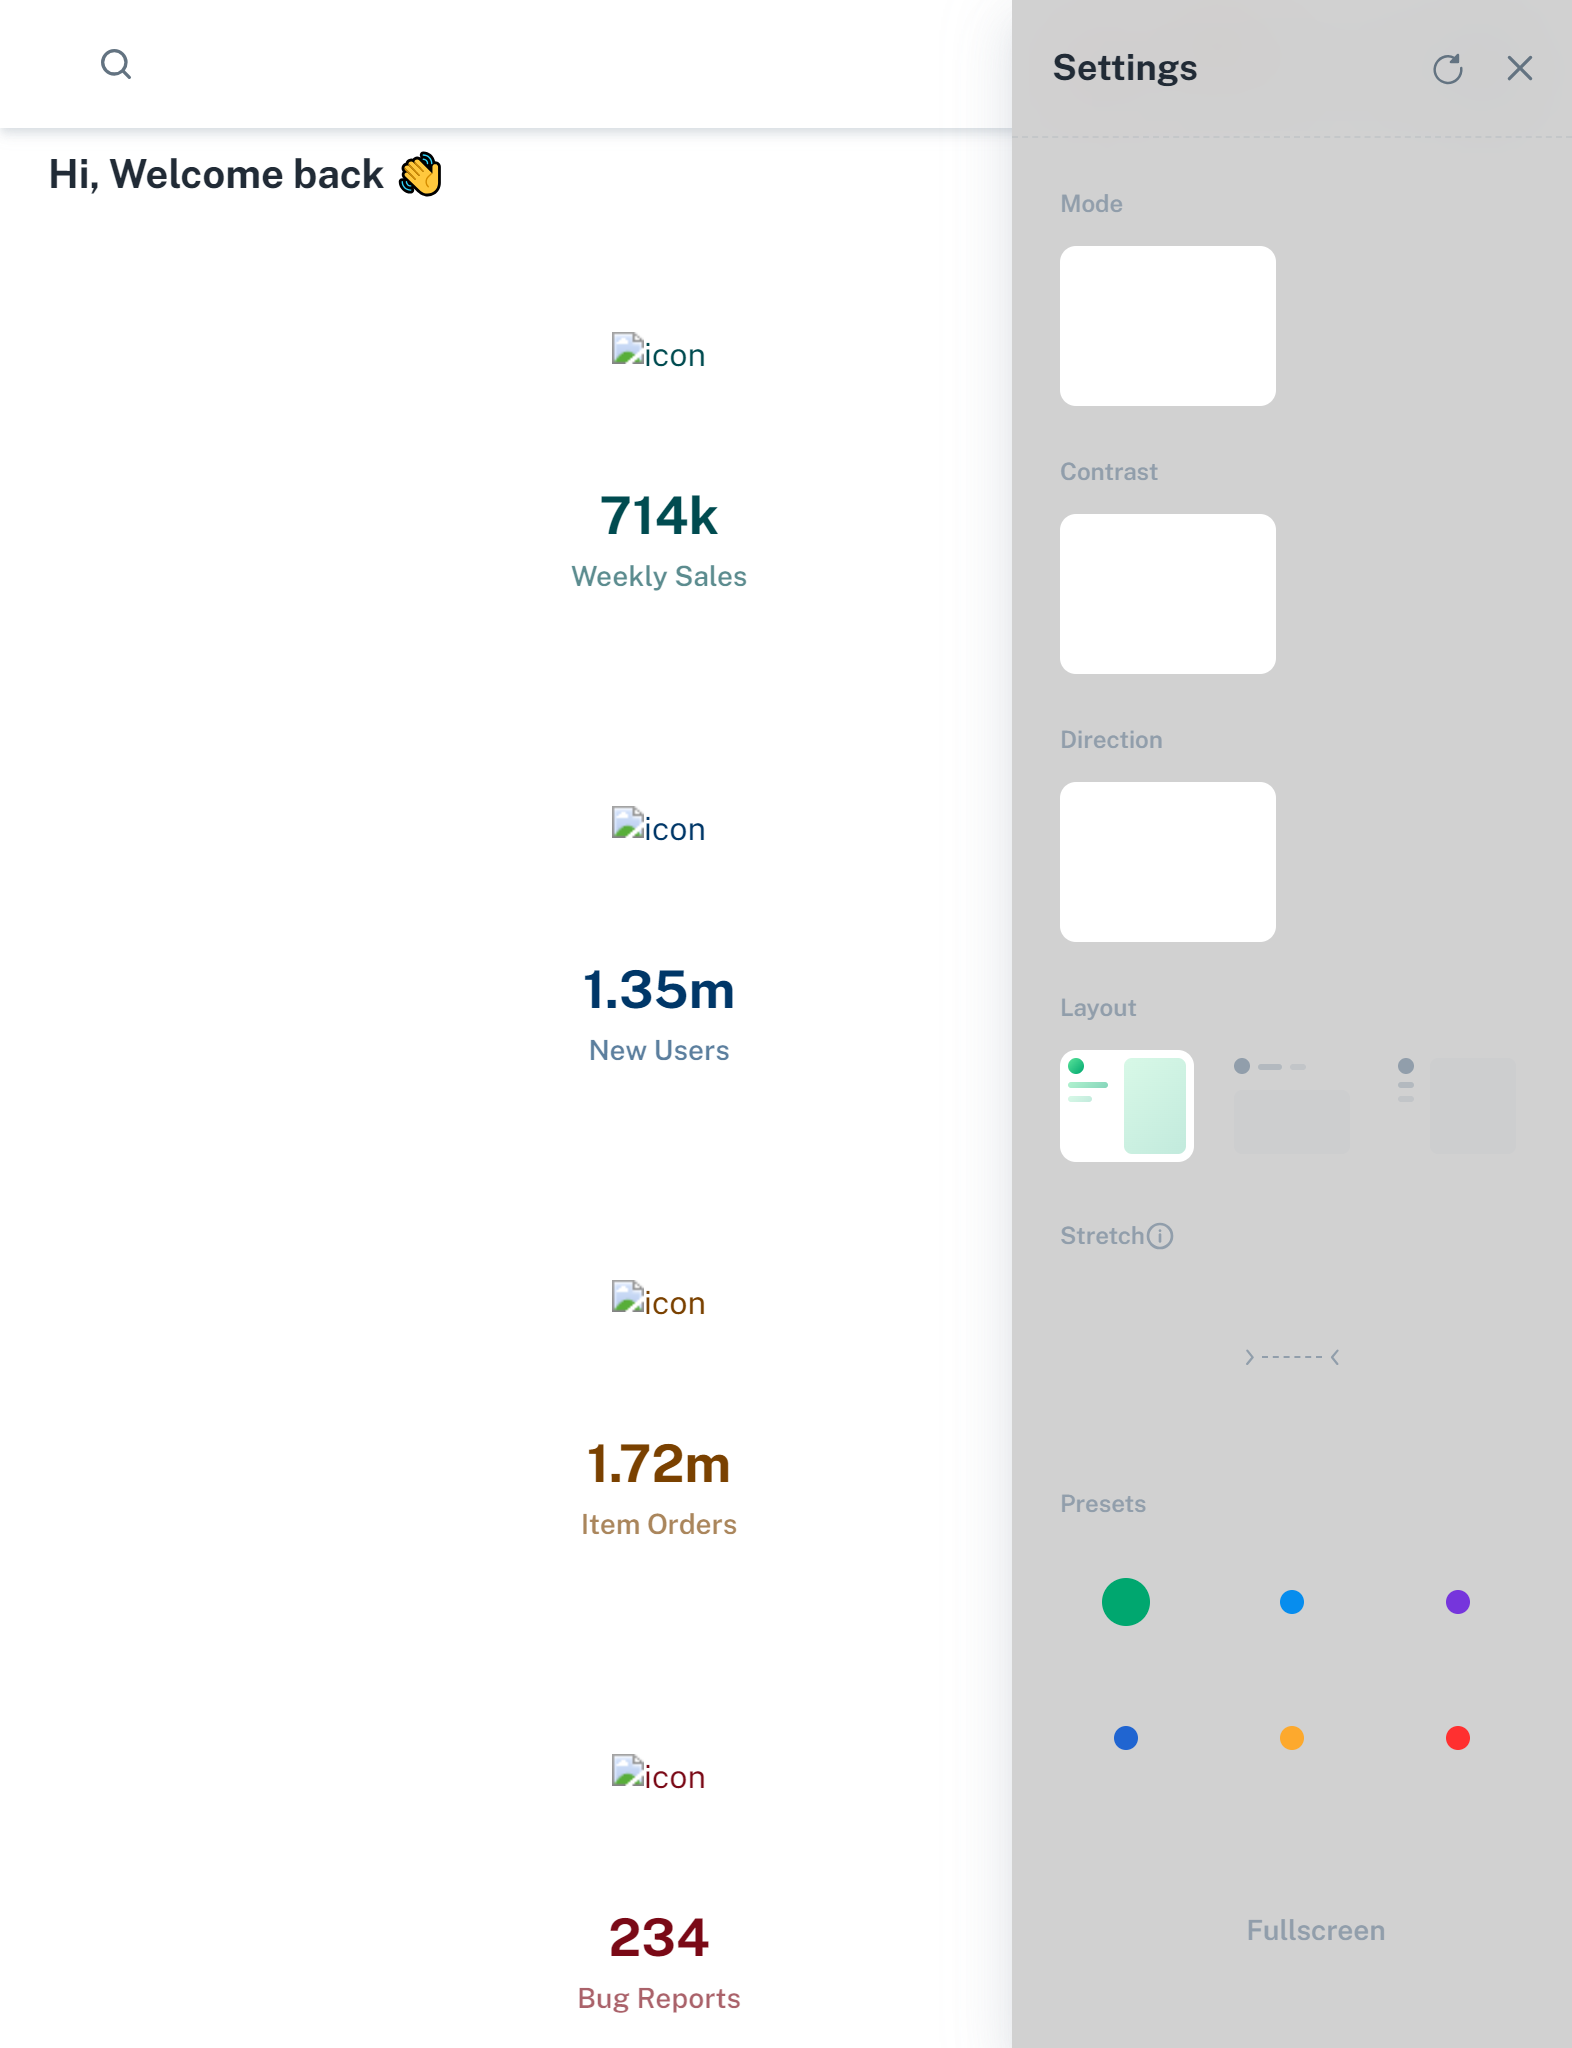 Hi, Welcome back 👋
icon
714k
Weekly Sales
icon
1.35m
New Users
icon
1.72m
Item Orders
icon
234
Bug Reports
Settings
Mode
Contrast
Direction
Layout
Stretch
Presets
Fullscreen